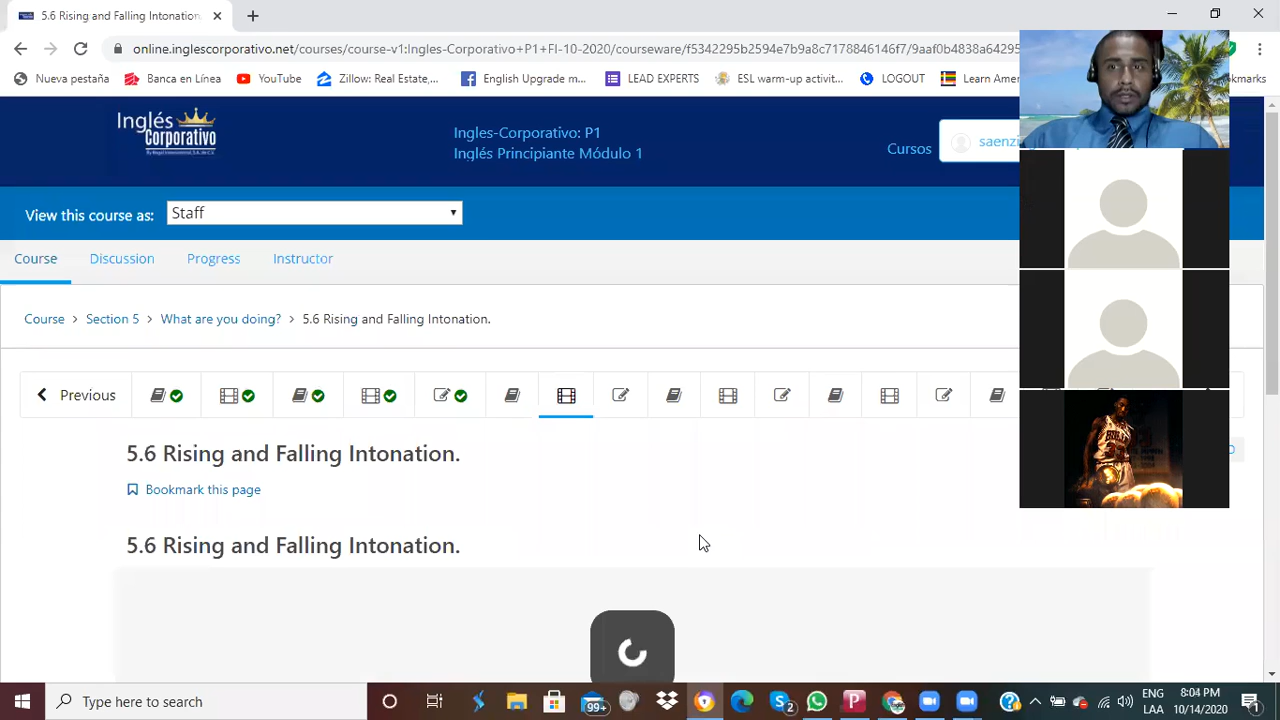 5.6 Rising and Falling Intonation
online.inglescorporativo.net/courses/course-v1:Ingles-Corporativo+P1+FI-10-2020/courseware/f5342295b2594e7b9a8c7178846146f7/9aaf0b4838a64295
Nueva pestaña
Banca en Línea
YouTube
Zillow: Real Estate,...
English Upgrade m...
LEAD EXPERTS
ESL warm-up activit...
LOGOUT
Learn Amer
okmarks
Inglés
Corporativo
Ingles-Corporativo: P1
Inglés Principiante Módulo 1
Cursos
saenz
View this course as:
Staff
Course
Discussion
Progress
Instructor
Course > Section 5 > What are you doing? > 5.6 Rising and Falling Intonation.
Previous
5.6 Rising and Falling Intonation.
Bookmark this page
5.6 Rising and Falling Intonation.
Type here to search
99+
2
ENG
LAA
8:04 PM
10/14/2020
1